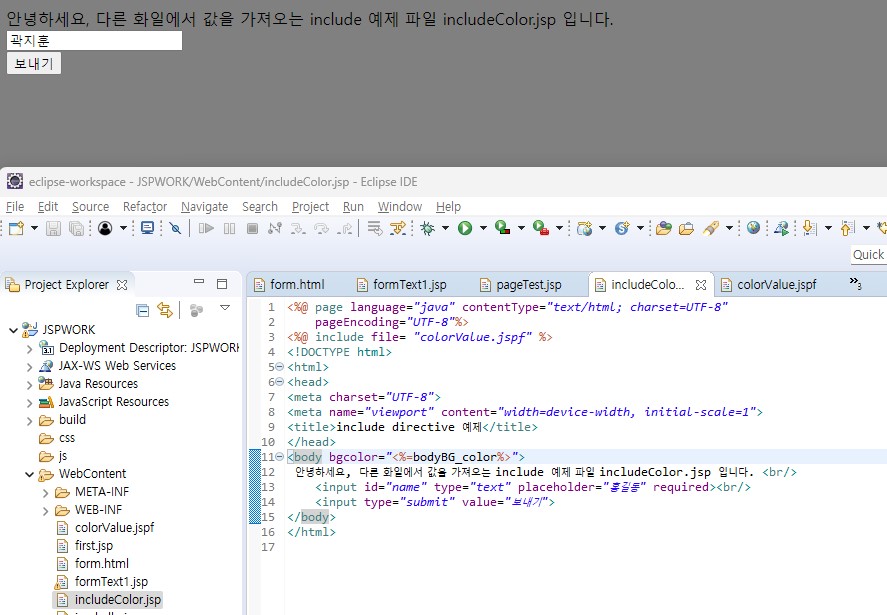 안녕하세요, 다른 화일에서 값을 가져오는 include 예제 파일 includeColor.jsp 입니다.
곽지훈
보내기
eclipse-workspace - JSPWORK/WebContent/includeColor.jsp - Eclipse IDE
File Edit Source Refactor Navigate Search Project Run Window Help
Quick
Project Explorer
form.html formText1.jsp pageTest.jsp includeColo... colorValue.jspf »3
JSPWORK
Deployment Descriptor: JSPWORK
JAX-WS Web Services
Java Resources
JavaScript Resources
build
css
js
WebContent
META-INF
WEB-INF
colorValue.jspf
first.jsp
form.html
formText1.jsp
includeColor.jsp
1 <%@ page language="java" contentType="text/html; charset=UTF-8"
2 pageEncoding="UTF-8"%>
3 <%@ include file= "colorValue.jspf" %>
4 <!DOCTYPE html>
5 <html>
6 <head>
7 <meta charset="UTF-8">
8 <meta name="viewport" content="width=device-width, initial-scale=1">
9 <title>include directive 예제</title>
10 </head>
11 <body bgcolor="<%=bodyBG_color%>">
12 안녕하세요, 다른 화일에서 값을 가져오는 include 예제 파일 includeColor.jsp 입니다. <br/>
13 <input id="name" type="text" placeholder="홍길동" required><br/>
14 <input type="submit" value="보내기">
15 </body>
16 </html>
17